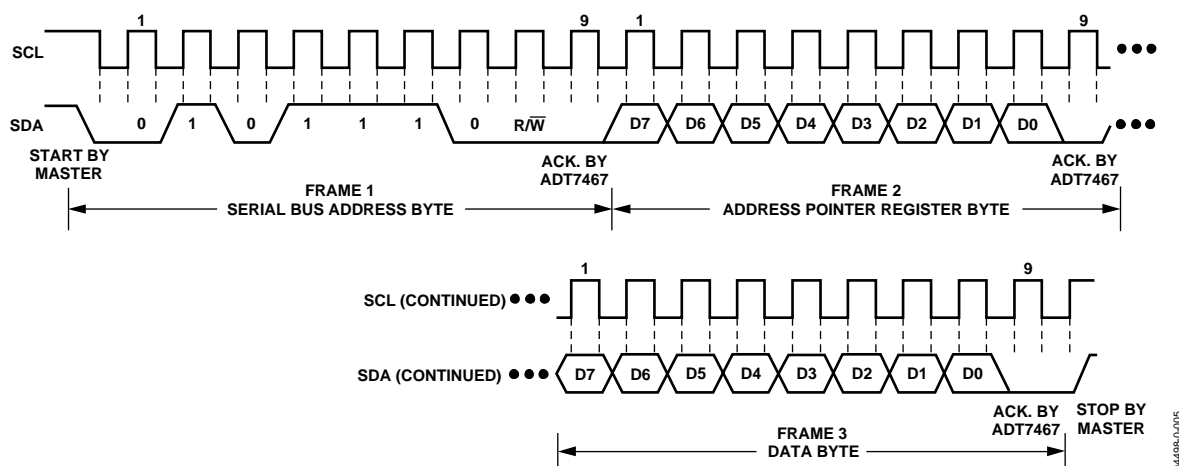 1 9 1 9
SCL
SDA 0 1 0 1 1 1 0 R/W̅ D7 D6 D5 D4 D3 D2 D1 D0
START BY
MASTER
ACK. BY
ADT7467
ACK. BY
ADT7467
FRAME 1
SERIAL BUS ADDRESS BYTE
FRAME 2
ADDRESS POINTER REGISTER BYTE
1 9
SCL (CONTINUED)
SDA (CONTINUED) D7 D6 D5 D4 D3 D2 D1 D0
ACK. BY
ADT7467
STOP BY
MASTER
FRAME 3
DATA BYTE